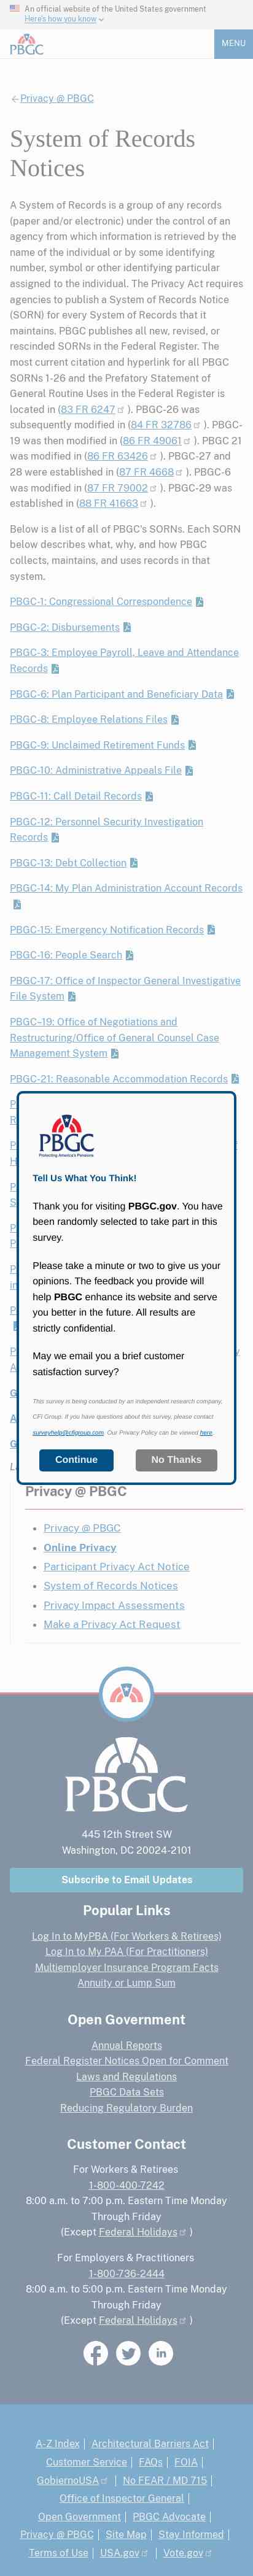 An official website of the United States government
Here's how you know
PBGC
MENU
Privacy @ PBGC
System of Records
Notices
A System of Records is a group of any records
(paper and/or electronic) under the control of an
agency from which information is retrieved by the
name of an individual or by some identifying
number, symbol or other identifying particular
assigned to the individual. The Privacy Act requires
agencies to publish a System of Records Notice
(SORN) for every System of Records that they
maintain. PBGC publishes all new, revised, or
rescinded SORNs in the Federal Register. The
most current citation and hyperlink for all PBGC
SORNs 1-26 and the Prefatory Statement of
General Routine Uses in the Federal Register is
located in (83 FR 6247 ). PBGC-26 was
subsequently modified in (84 FR 32786 ). PBGC-
19 was then modified in (86 FR 49061 ). PBGC 21
was modified in (86 FR 63426 ). PBGC-27 and
28 were established in (87 FR 4668 ). PBGC-6
was modified in (87 FR 79002 ). PBGC-29 was
established in (88 FR 41663 ).
Below is a list of all of PBGC's SORNs. Each SORN
below describes what, why, and how PBGC
collects, maintains, and uses records in that
system.
PBGC-1: Congressional Correspondence
PBGC-2: Disbursements
PBGC-3: Employee Payroll, Leave and Attendance
Records
PBGC-6: Plan Participant and Beneficiary Data
PBGC-8: Employee Relations Files
PBGC-9: Unclaimed Retirement Funds
PBGC-10: Administrative Appeals File
PBGC-11: Call Detail Records
PBGC-12: Personnel Security Investigation
Records
PBGC-13: Debt Collection
PBGC-14: My Plan Administration Account Records
PBGC-15: Emergency Notification Records
PBGC-16: People Search
PBGC-17: Office of Inspector General Investigative
File System
PBGC–19: Office of Negotiations and
Restructuring/Office of General Counsel Case
Management System
PBGC-21: Reasonable Accommodation Records
PBGC
Protecting America's Pensions
Tell Us What You Think!
Thank you for visiting PBGC.gov. You have
been randomly selected to take part in this
survey.
Please take a minute or two to give us your
opinions. The feedback you provide will
help PBGC enhance its website and serve
you better in the future. All results are
strictly confidential.
May we email you a brief customer
satisfaction survey?
This survey is being conducted by an independent research company,
CFI Group. If you have questions about this survey, please contact
surveyhelp@cfigroup.com. Our Privacy Policy can be viewed here.
Continue
No Thanks
Privacy @ PBGC
Privacy @ PBGC
Online Privacy
Participant Privacy Act Notice
System of Records Notices
Privacy Impact Assessments
Make a Privacy Act Request
PBGC
445 12th Street SW
Washington, DC 20024-2101
Subscribe to Email Updates
Popular Links
Log In to MyPBA (For Workers & Retirees)
Log In to My PAA (For Practitioners)
Multiemployer Insurance Program Facts
Annuity or Lump Sum
Open Government
Annual Reports
Federal Register Notices Open for Comment
Laws and Regulations
PBGC Data Sets
Reducing Regulatory Burden
Customer Contact
For Workers & Retirees
1-800-400-7242
8:00 a.m. to 7:00 p.m. Eastern Time Monday
Through Friday
(Except Federal Holidays )
For Employers & Practitioners
1-800-736-2444
8:00 a.m. to 5:00 p.m. Eastern Time Monday
Through Friday
(Except Federal Holidays )
A-Z Index | Architectural Barriers Act |
Customer Service | FAQs | FOIA |
GobiernoUSA | No FEAR / MD 715 |
Office of Inspector General |
Open Government | PBGC Advocate |
Privacy @ PBGC | Site Map | Stay Informed |
Terms of Use | USA.gov | Vote.gov